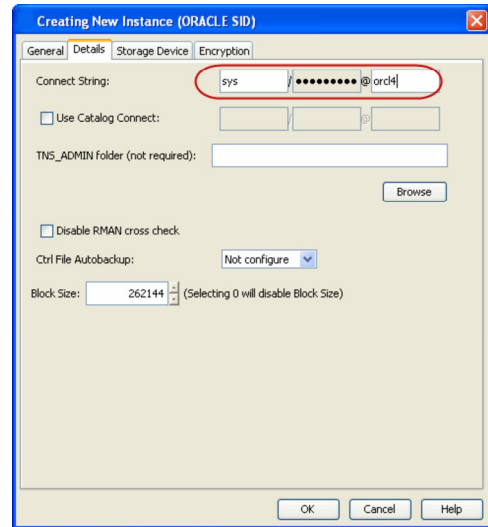 Creating New Instance (ORACLE SID)
General Details Storage Device Encryption
Connect String: sys / ●●●●●●●●● @ orcl4
Use Catalog Connect: / @
TNS_ADMIN folder (not required):
Browse
Disable RMAN cross check
Ctrl File Autobackup: Not configure
Block Size: 262144 (Selecting 0 will disable Block Size)
OK Cancel Help